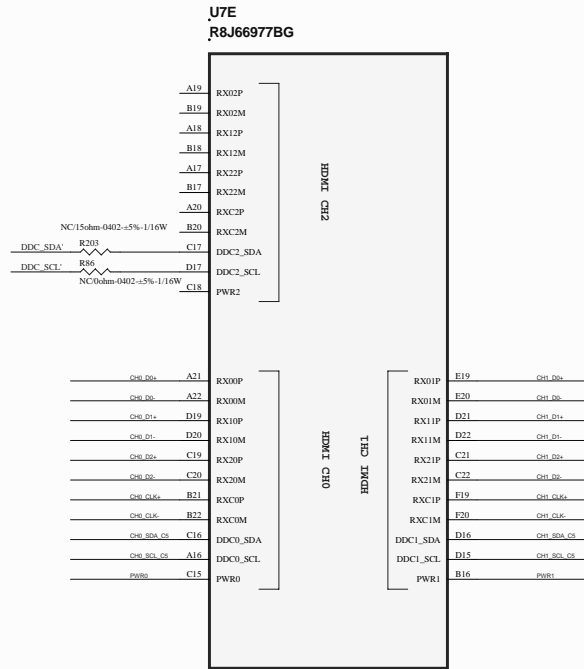 U7E
R8J66977BG
A19 RX02P
B19 RX02M
A18 RX12P
B18 RX12M
A17 RX22P
B17 RX22M
A20 RXC2P
NC/15ohm-0402-±5%-1/16W B20 RXC2M
DDC_SDA' R203 C17 DDC2_SDA
DDC_SCL' R86 D17 DDC2_SCL
NC/0ohm-0402-±5%-1/16W C18 PWR2
HDMI CH2
CH0_D0+ A21 RX00P
CH0_D0- A22 RX00M
CH0_D1+ D19 RX10P
CH0_D1- D20 RX10M
CH0_D2+ C19 RX20P
CH0_D2- C20 RX20M
CH0_CLK+ B21 RXC0P
CH0_CLK- B22 RXC0M
CH0_SDA_C5 C16 DDC0_SDA
CH0_SCL_C5 A16 DDC0_SCL
PWR0 C15 PWR0
HDMI CH0
HDMI CH1
RX01P E19 CH1_D0+
RX01M E20 CH1_D0-
RX11P D21 CH1_D1+
RX11M D22 CH1_D1-
RX21P C21 CH1_D2+
RX21M C22 CH1_D2-
RXC1P F19 CH1_CLK+
RXC1M F20 CH1_CLK-
DDC1_SDA D16 CH1_SDA_C5
DDC1_SCL D15 CH1_SCL_C5
PWR1 B16 PWR1